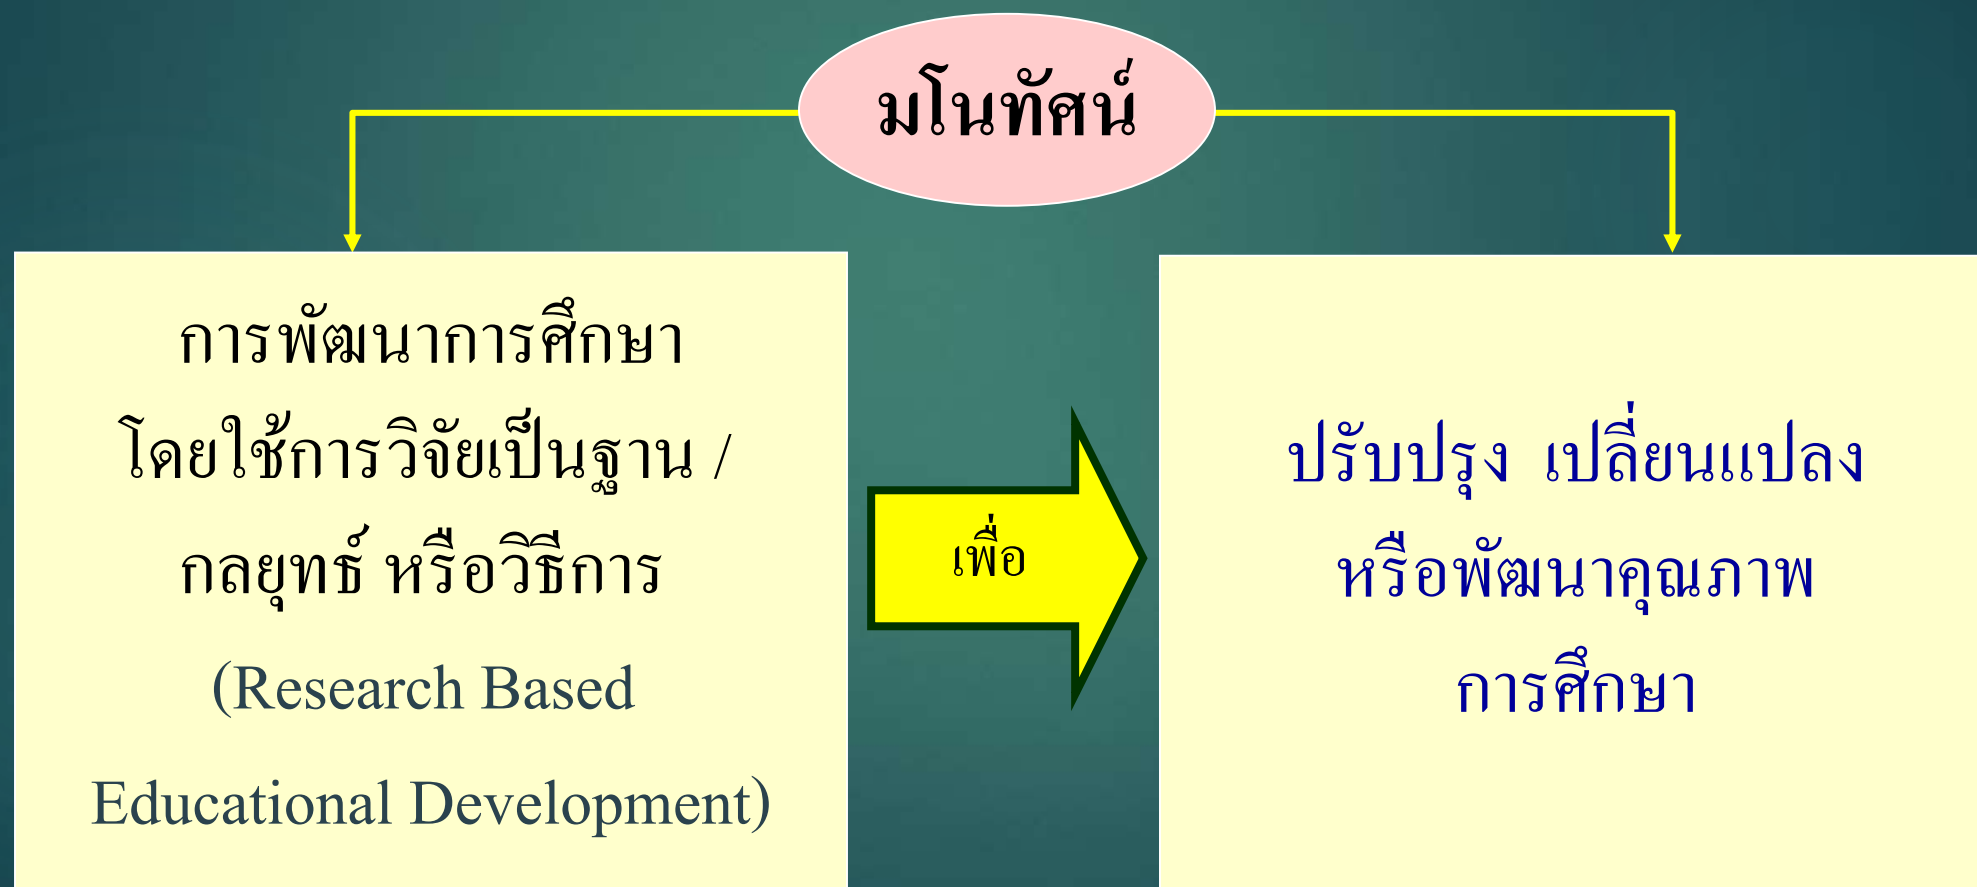 มโนทัศน์
การพัฒนาการศึกษา
โดยใช้การวิจัยเป็นฐาน /
กลยุทธ์ หรือวิธีการ
(Research Based
Educational Development)
เพื่อ
ปรับปรุง เปลี่ยนแปลง
หรือพัฒนาคุณภาพ
การศึกษา